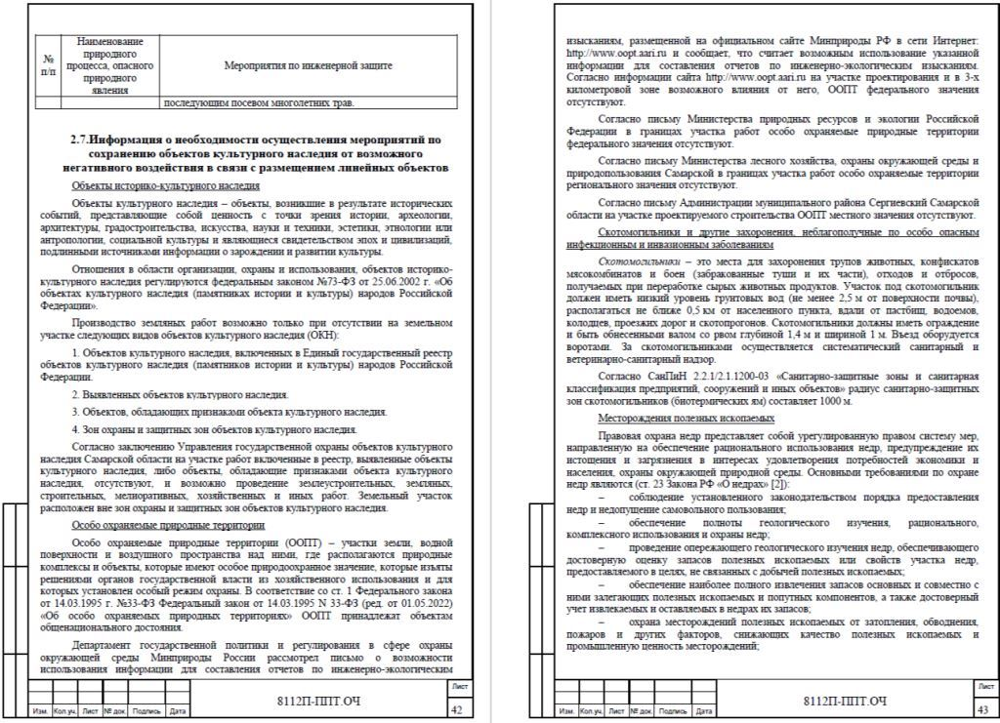 №
п/п
Наименование
природного
процесса, опасного
природного
явления
Мероприятия по инженерной защите
последующим посевом многолетних трав.
2.7.Информация о необходимости осуществления мероприятий по
сохранению объектов культурного наследия от возможного
негативного воздействия в связи с размещением линейных объектов
Объекты историко-культурного наследия
Объекты культурного наследия – объекты, возникшие в результате исторических
событий, представляющие собой ценность с точки зрения истории, археологии,
архитектуры, градостроительства, искусства, науки и техники, эстетики, этнологии или
антропологии, социальной культуры и являющиеся свидетельством эпох и цивилизаций,
подлинными источниками информации о зарождении и развитии культуры.
Отношения в области организации, охраны и использования, объектов историко-
культурного наследия регулируются федеральным законом №73-ФЗ от 25.06.2002 г. «Об
объектах культурного наследия (памятниках истории и культуры) народов Российской
Федерации».
Производство земляных работ возможно только при отсутствии на земельном
участке следующих видов объектов культурного наследия (ОКН):
1. Объектов культурного наследия, включенных в Единый государственный реестр
объектов культурного наследия (памятников истории и культуры) народов Российской
Федерации.
2. Выявленных объектов культурного наследия.
3. Объектов, обладающих признаками объекта культурного наследия.
4. Зон охраны и защитных зон объектов культурного наследия.
Согласно заключению Управления государственной охраны объектов культурного
наследия Самарской области на участке работ включенные в реестр, выявленные объекты
культурного наследия, либо объекты, обладающие признаками объекта культурного
наследия, отсутствуют, и возможно проведение землеустроительных, земляных,
строительных, мелиоративных, хозяйственных и иных работ. Земельный участок
расположен вне зон охраны и защитных зон объектов культурного наследия.
Особо охраняемые природные территории
Особо охраняемые природные территории (ООПТ) – участки земли, водной
поверхности и воздушного пространства над ними, где располагаются природные
комплексы и объекты, которые имеют особое природоохранное значение, которые изъяты
решениями органов государственной власти из хозяйственного использования и для
которых установлен особый режим охраны. В соответствие со ст. 1 Федерального закона
от 14.03.1995 г. №33-ФЗ Федеральный закон от 14.03.1995 N 33-ФЗ (ред. от 01.05.2022)
«Об особо охраняемых природных территориях» ООПТ принадлежат объектам
общенационального достояния.
Департамент государственной политики и регулирования в сфере охраны
окружающей среды Минприроды России рассмотрел письмо о возможности
использования информации для составления отчетов по инженерно-экологическим
Изм. Кол.уч. Лист № док. Подпись Дата
8112П-ППТ.ОЧ
Лист
42
изысканиям, размещенной на официальном сайте Минприроды РФ в сети Интернет:
http://www.oopt.aari.ru и сообщает, что считает возможным использование указанной
информации для составления отчетов по инженерно-экологическим изысканиям.
Согласно информации сайта http://www.oopt.aari.ru на участке проектирования и в 3-х
километровой зоне возможного влияния от него, ООПТ федерального значения
отсутствуют.
Согласно письму Министерства природных ресурсов и экологии Российской
Федерации в границах участка работ особо охраняемые природные территории
федерального значения отсутствуют.
Согласно письму Министерства лесного хозяйства, охраны окружающей среды и
природопользования Самарской в границах участка работ особо охраняемые территории
регионального значения отсутствуют.
Согласно письму Администрации муниципального района Сергиевский Самарской
области на участке проектируемого строительства ООПТ местного значения отсутствуют.
Скотомогильники и другие захоронения, неблагополучные по особо опасным
инфекционным и инвазионным заболеваниям
Скотомогильники – это места для захоронения трупов животных, конфискатов
мясокомбинатов и боен (забракованные туши и их части), отходов и отбросов,
получаемых при переработке сырых животных продуктов. Участок под скотомогильник
должен иметь низкий уровень грунтовых вод (не менее 2,5 м от поверхности почвы),
располагаться не ближе 0,5 км от населенного пункта, вдали от пастбищ, водоемов,
колодцев, проезжих дорог и скотопрогонов. Скотомогильники должны иметь ограждение
и быть обнесенными валом со рвом глубиной 1,4 м и шириной 1 м. Въезд оборудуется
воротами. За скотомогильниками осуществляется систематический санитарный и
ветеринарно-санитарный надзор.
Согласно СанПиН 2.2.1/2.1.1200-03 «Санитарно-защитные зоны и санитарная
классификация предприятий, сооружений и иных объектов» радиус санитарно-защитных
зон скотомогильников (биотермических ям) составляет 1000 м.
Месторождения полезных ископаемых
Правовая охрана недр представляет собой урегулированную правом систему мер,
направленную на обеспечение рационального использования недр, предупреждение их
истощения и загрязнения в интересах удовлетворения потребностей экономики и
населения, охраны окружающей природной среды. Основными требованиями по охране
недр являются (ст. 23 Закона РФ «О недрах» [2]):
– соблюдение установленного законодательством порядка предоставления
недр и недопущение самовольного пользования;
– обеспечение полноты геологического изучения, рационального,
комплексного использования и охраны недр;
– проведение опережающего геологического изучения недр, обеспечивающего
достоверную оценку запасов полезных ископаемых или свойств участка недр,
предоставляемого в целях, не связанных с добычей полезных ископаемых;
– обеспечение наиболее полного извлечения запасов основных и совместно с
ними залегающих полезных ископаемых и попутных компонентов, а также достоверный
учет извлекаемых и оставляемых в недрах их запасов;
– охрана месторождений полезных ископаемых от затопления, обводнения,
пожаров и других факторов, снижающих качество полезных ископаемых и
промышленную ценность месторождений;
Изм. Кол.уч. Лист № док. Подпись Дата
8112П-ППТ.ОЧ
Лист
43